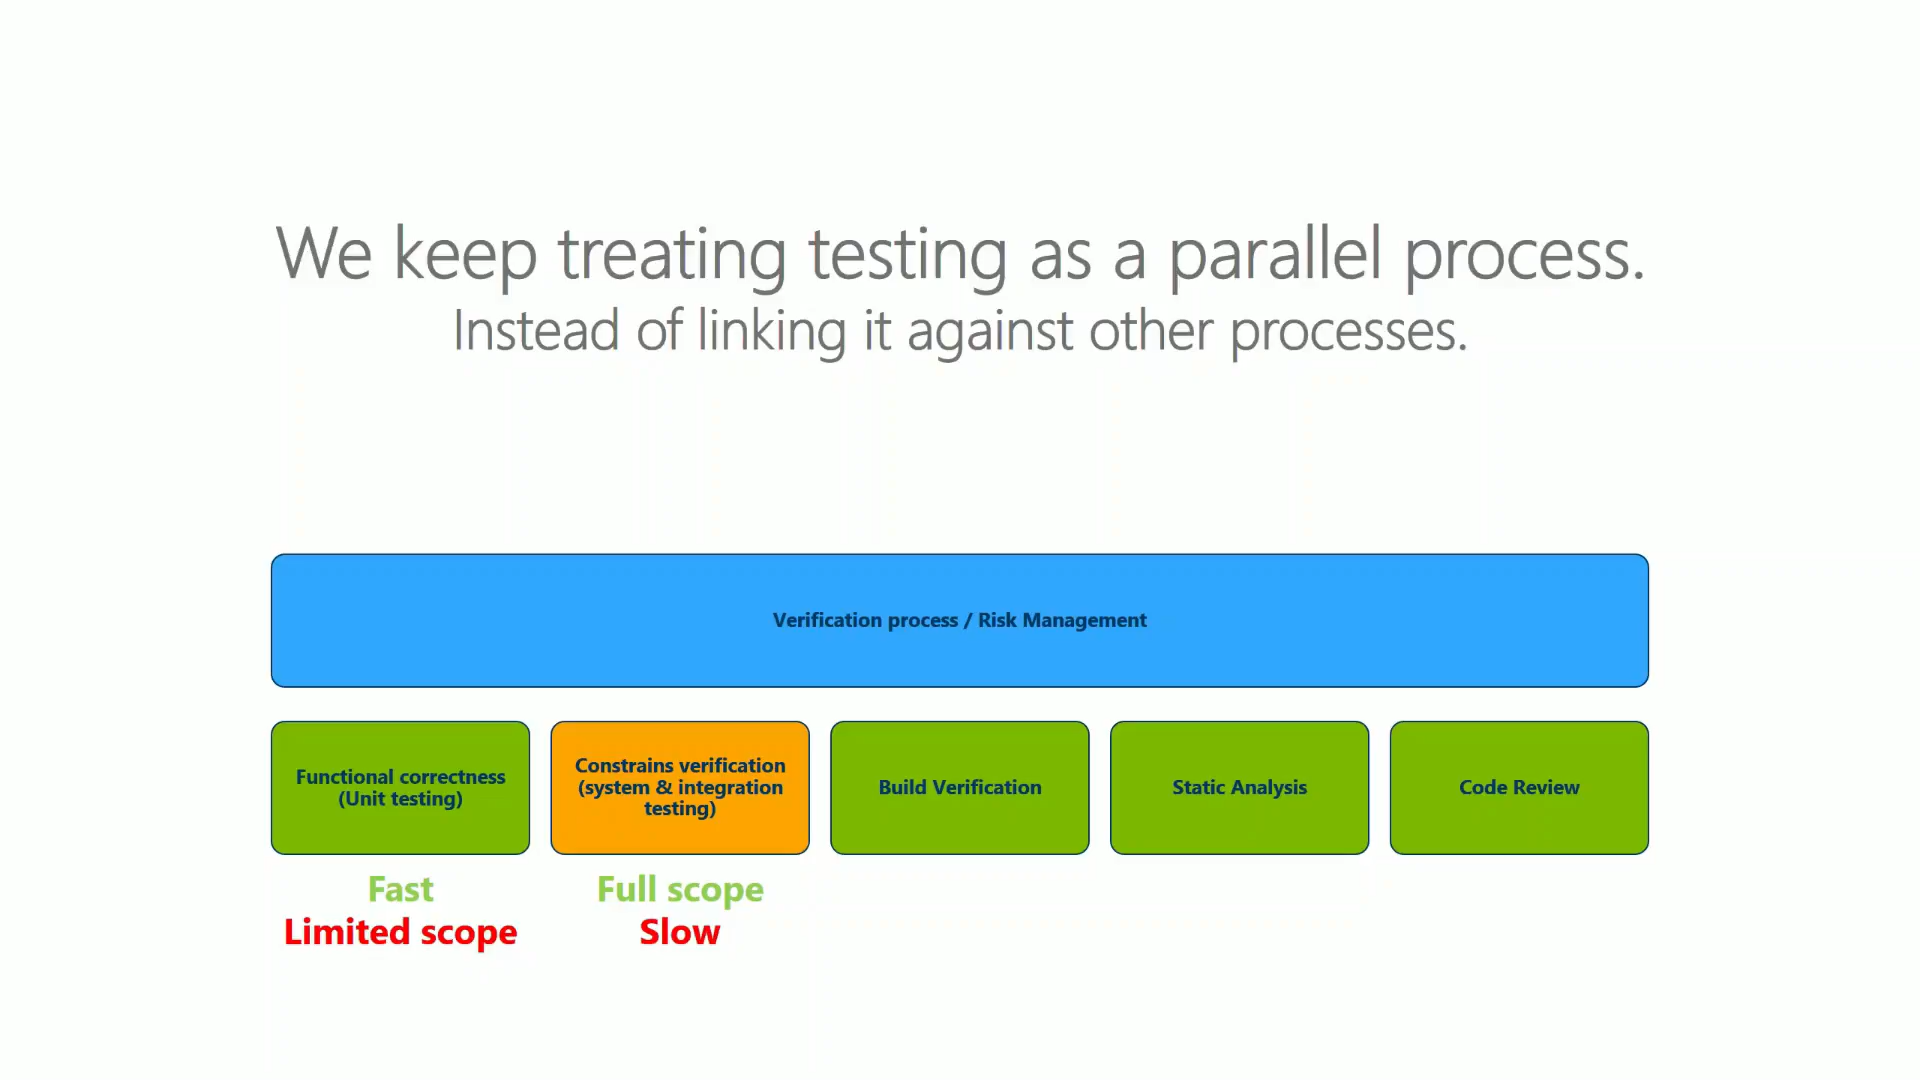 We keep treating testing as a parallel process.
Instead of linking it against other processes.
Verification process / Risk Management
Functional correctness
(Unit testing)
Constrains verification
(system & integration
testing)
Build Verification
Static Analysis
Code Review
Fast
Limited scope
Full scope
Slow